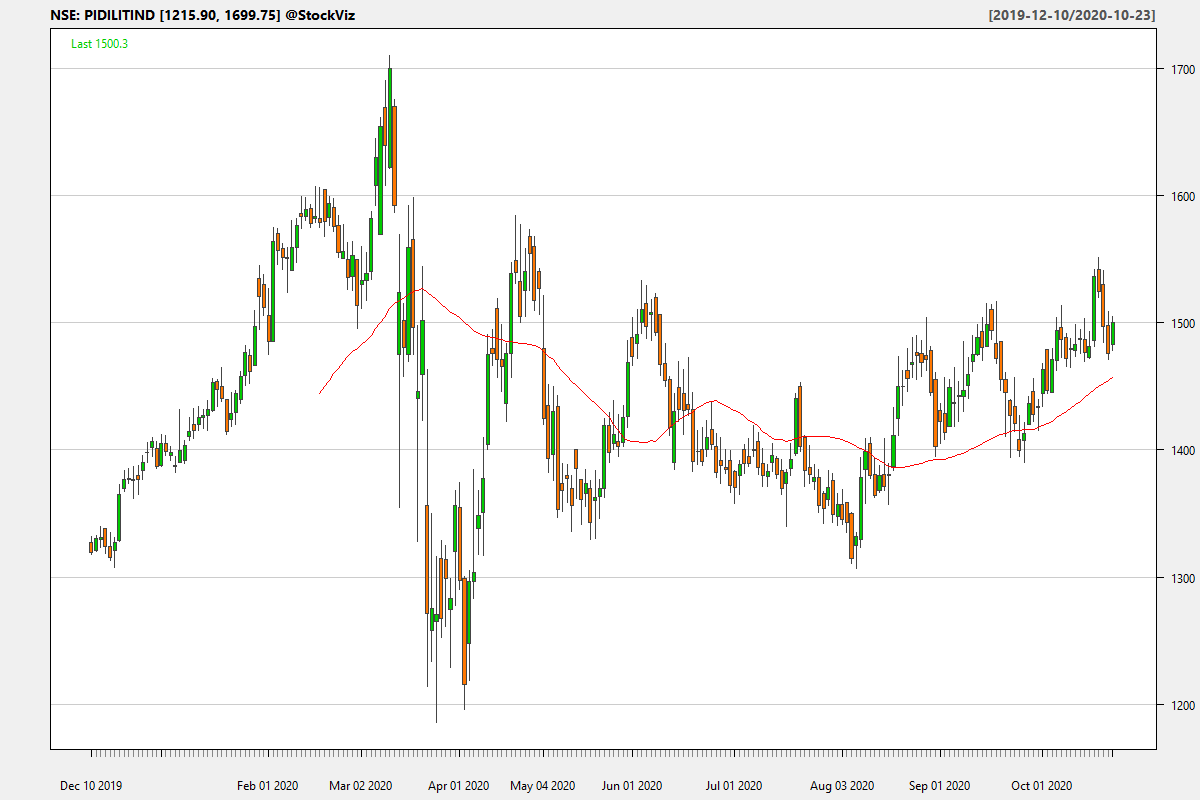 NSE: PIDILITIND [1215.90, 1699.75] @StockViz
[2019-12-10/2020-10-23]
Last 1500.3
1700
1600
1500
1400
1300
1200
Dec 10 2019
Feb 01 2020
Mar 02 2020
Apr 01 2020
May 04 2020
Jun 01 2020
Jul 01 2020
Aug 03 2020
Sep 01 2020
Oct 01 2020